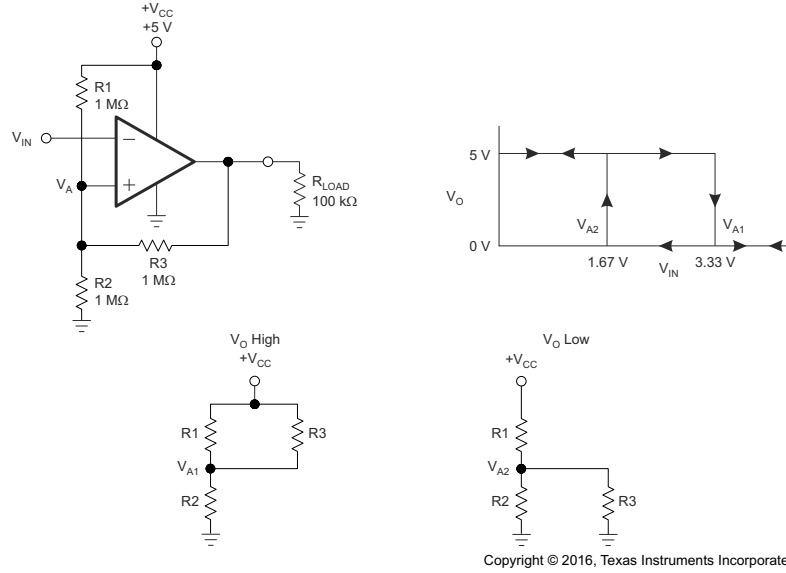 +VCC
+5 V
R1
1 MΩ
VIN
−
+
VA
RLOAD
100 kΩ
R3
1 MΩ
R2
1 MΩ
5 V
VO
0 V
VA2
VA1
1.67 V
VIN
3.33 V
VO High
+VCC
R1
R3
VA1
R2
VO Low
+VCC
R1
VA2
R2
R3
Copyright © 2016, Texas Instruments Incorporate